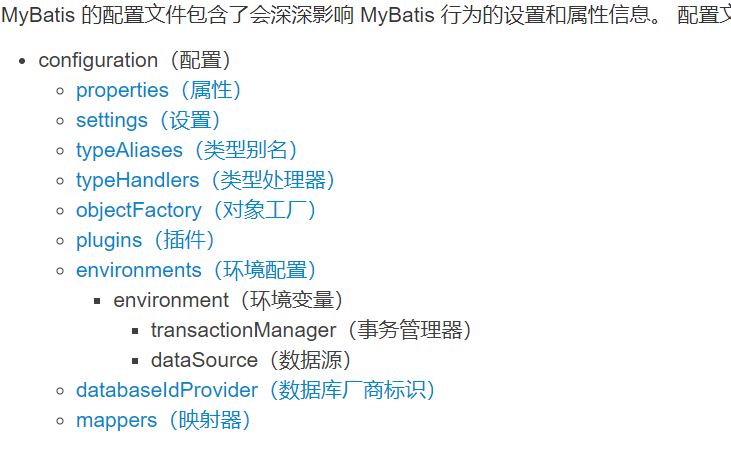 MyBatis 的配置文件包含了会深深影响 MyBatis 行为的设置和属性信息。 配置
configuration（配置）
properties（属性）
settings（设置）
typeAliases（类型别名）
typeHandlers（类型处理器）
objectFactory（对象工厂）
plugins（插件）
environments（环境配置）
environment（环境变量）
transactionManager（事务管理器）
dataSource（数据源）
databaseIdProvider（数据库厂商标识）
mappers（映射器）